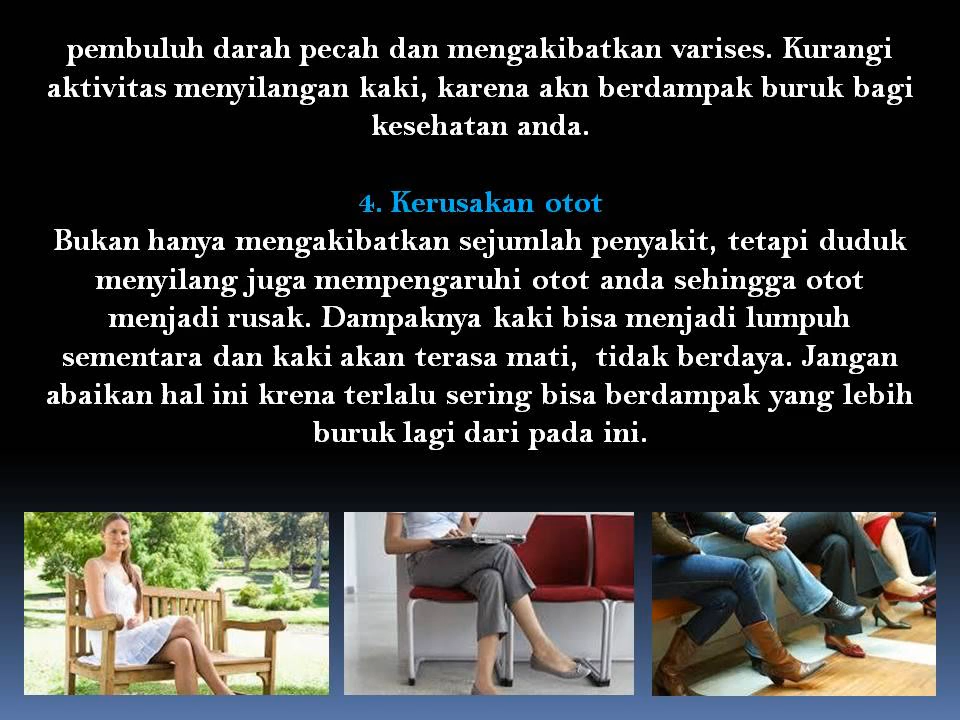 pembuluh darah pecah dan mengakibatkan varises. Kurangi
aktivitas menyilangan kaki, karena akn berdampak buruk bagi
kesehatan anda.
4. Kerusakan otot
Bukan hanya mengakibatkan sejumlah penyakit, tetapi duduk
menyilang juga mempengaruhi otot anda sehingga otot
menjadi rusak. Dampaknya kaki bisa menjadi lumpuh
sementara dan kaki akan terasa mati,  tidak berdaya. Jangan
abaikan hal ini krena terlalu sering bisa berdampak yang lebih
buruk lagi dari pada ini.